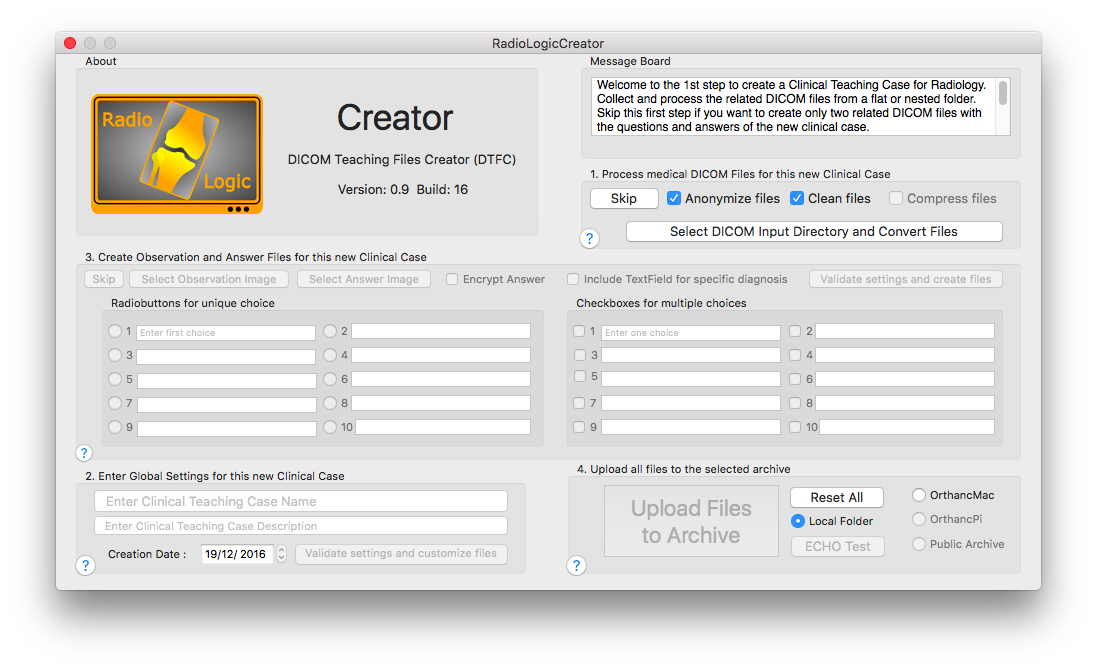 RadioLogicCreator
About
Radio
Logic
Creator
DICOM Teaching Files Creator (DTFC)
Version: 0.9 Build: 16
Message Board
Welcome to the 1st step to create a Clinical Teaching Case for Radiology.
Collect and process the related DICOM files from a flat or nested folder.
Skip this first step if you want to create only two related DICOM files with
the questions and answers of the new clinical case.
1. Process medical DICOM Files for this new Clinical Case
Skip Anonymize files Clean files Compress files
? Select DICOM Input Directory and Convert Files
3. Create Observation and Answer Files for this new Clinical Case
Skip Select Observation Image Select Answer Image Encrypt Answer Include TextField for specific diagnosis Validate settings and create files
Radiobuttons for unique choice
1 Enter first choice 2
3 4
5 6
7 8
9 10
Checkboxes for multiple choices
1 Enter one choice 2
3 4
5 6
7 8
9 10
?
2. Enter Global Settings for this new Clinical Case
Enter Clinical Teaching Case Name
Enter Clinical Teaching Case Description
Creation Date : 19/12/ 2016 Validate settings and customize files
?
4. Upload all files to the selected archive
Upload Files
to Archive
Reset All OrthancMac
Local Folder OrthancPi
ECHO Test Public Archive
?